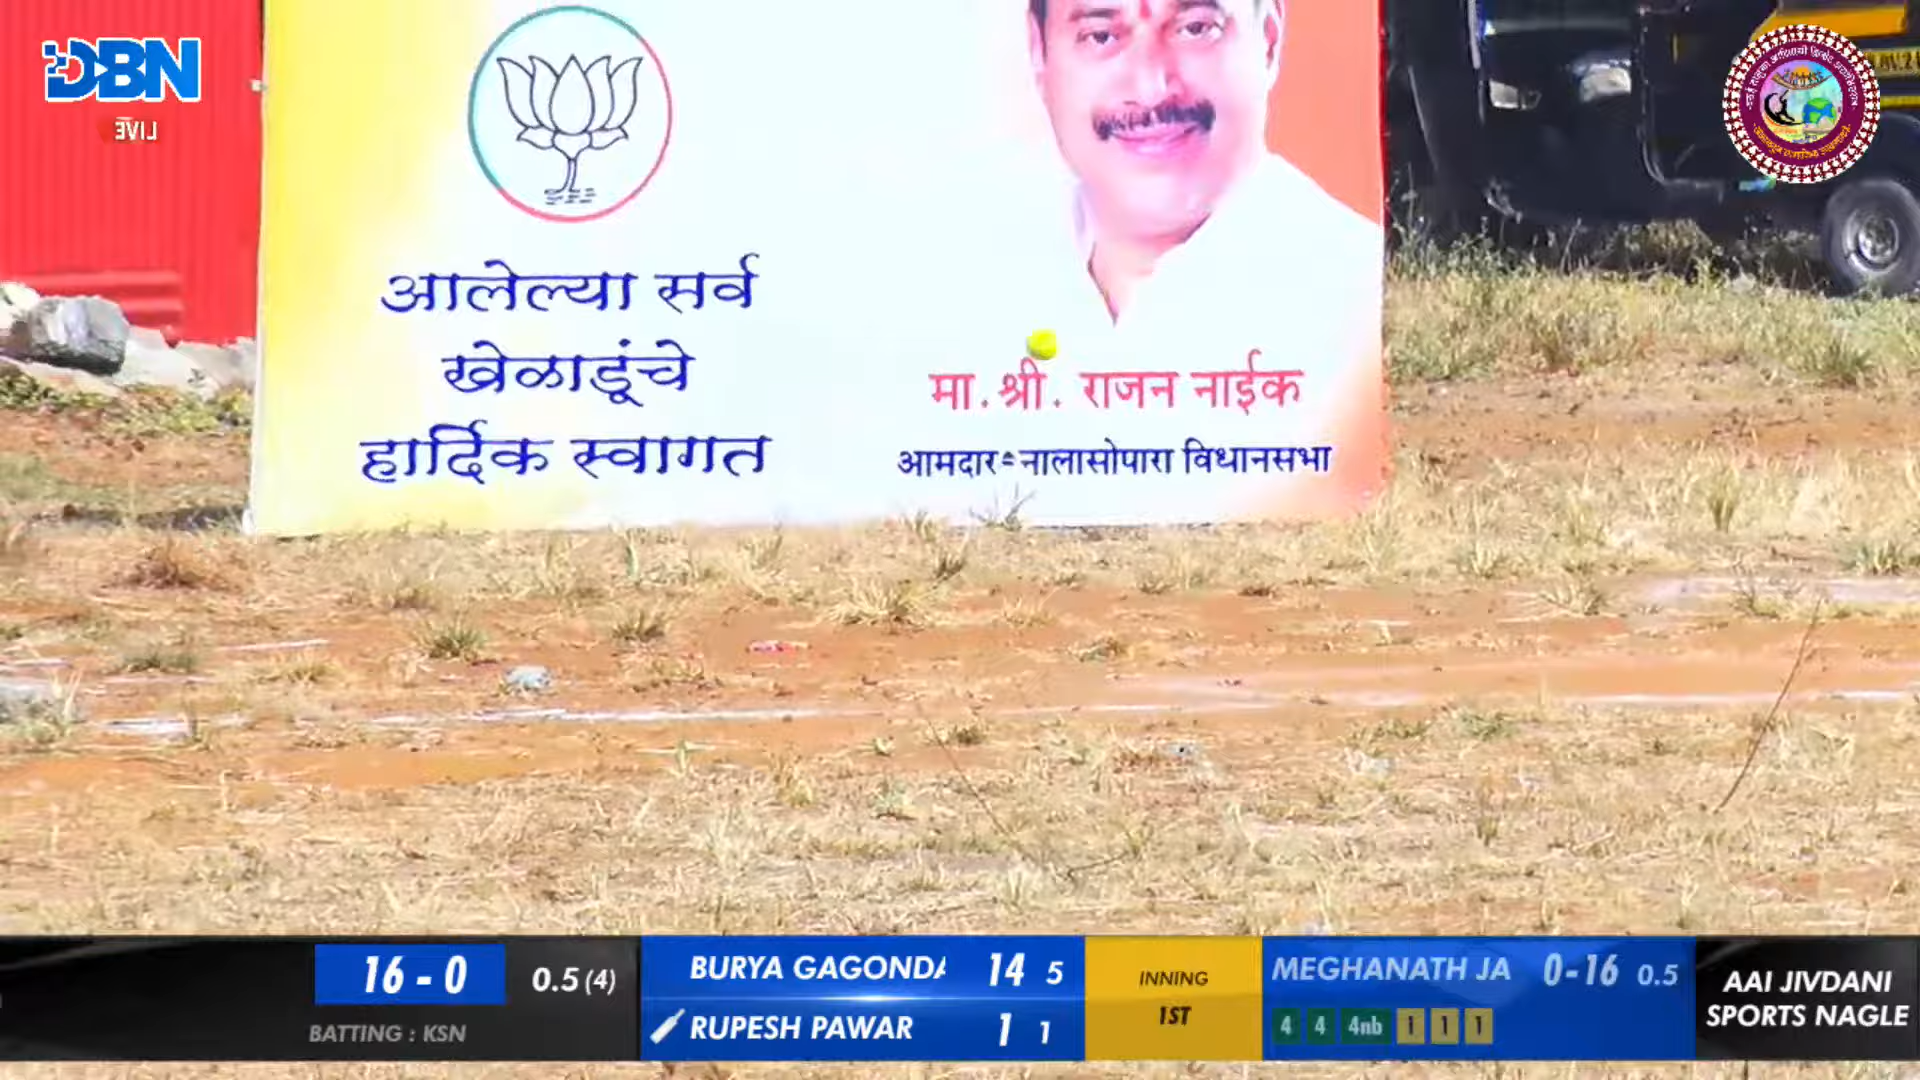 DBN
LIVE
आलेल्या सर्व
खेळाडूंचे
हार्दिक स्वागत
मा. श्री. राजन नाईक
आमदार - नालासोपारा विधानसभा
16 - 0
0.5 (4)
BATTING : KSN
BURYA GAGONDA 14 5
RUPESH PAWAR 1 1
INNING
1ST
MEGHANATH JA 0-16 0.5
4 4 4nb 1 1 1
AAI JIVDANI
SPORTS NAGLE